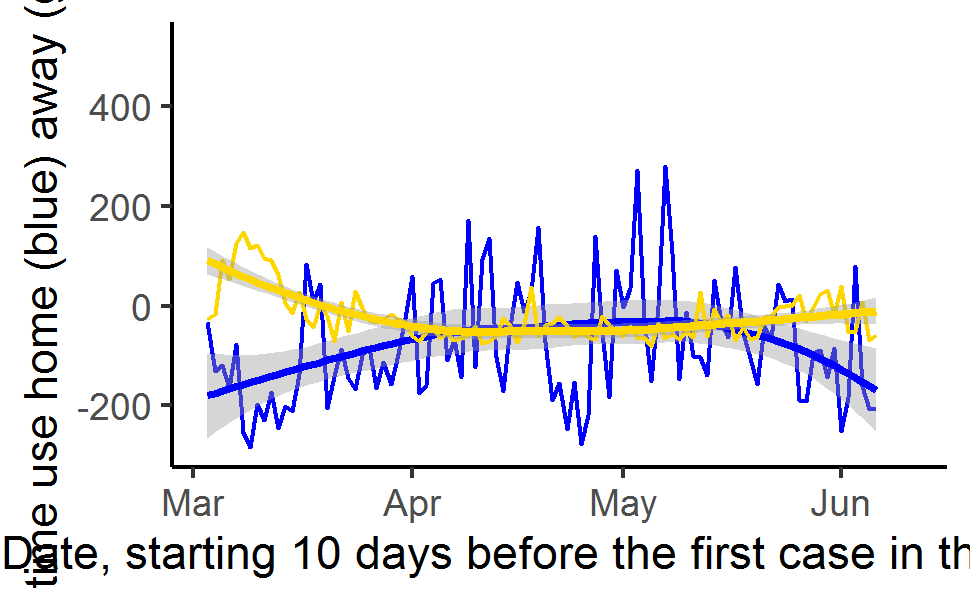 time use home (blue) away (
400
200
0
-200
Mar Apr May Jun
Date, starting 10 days before the first case in th